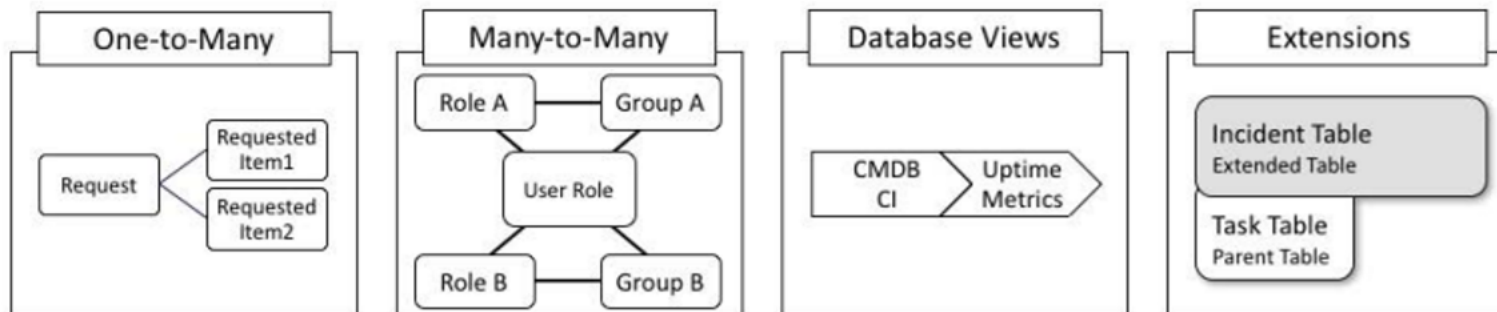 One-to-Many
Request
Requested
Item1
Requested
Item2
Many-to-Many
Role A
Group A
User Role
Role B
Group B
Database Views
CMDB
CI
Uptime
Metrics
Extensions
Incident Table
Extended Table
Task Table
Parent Table